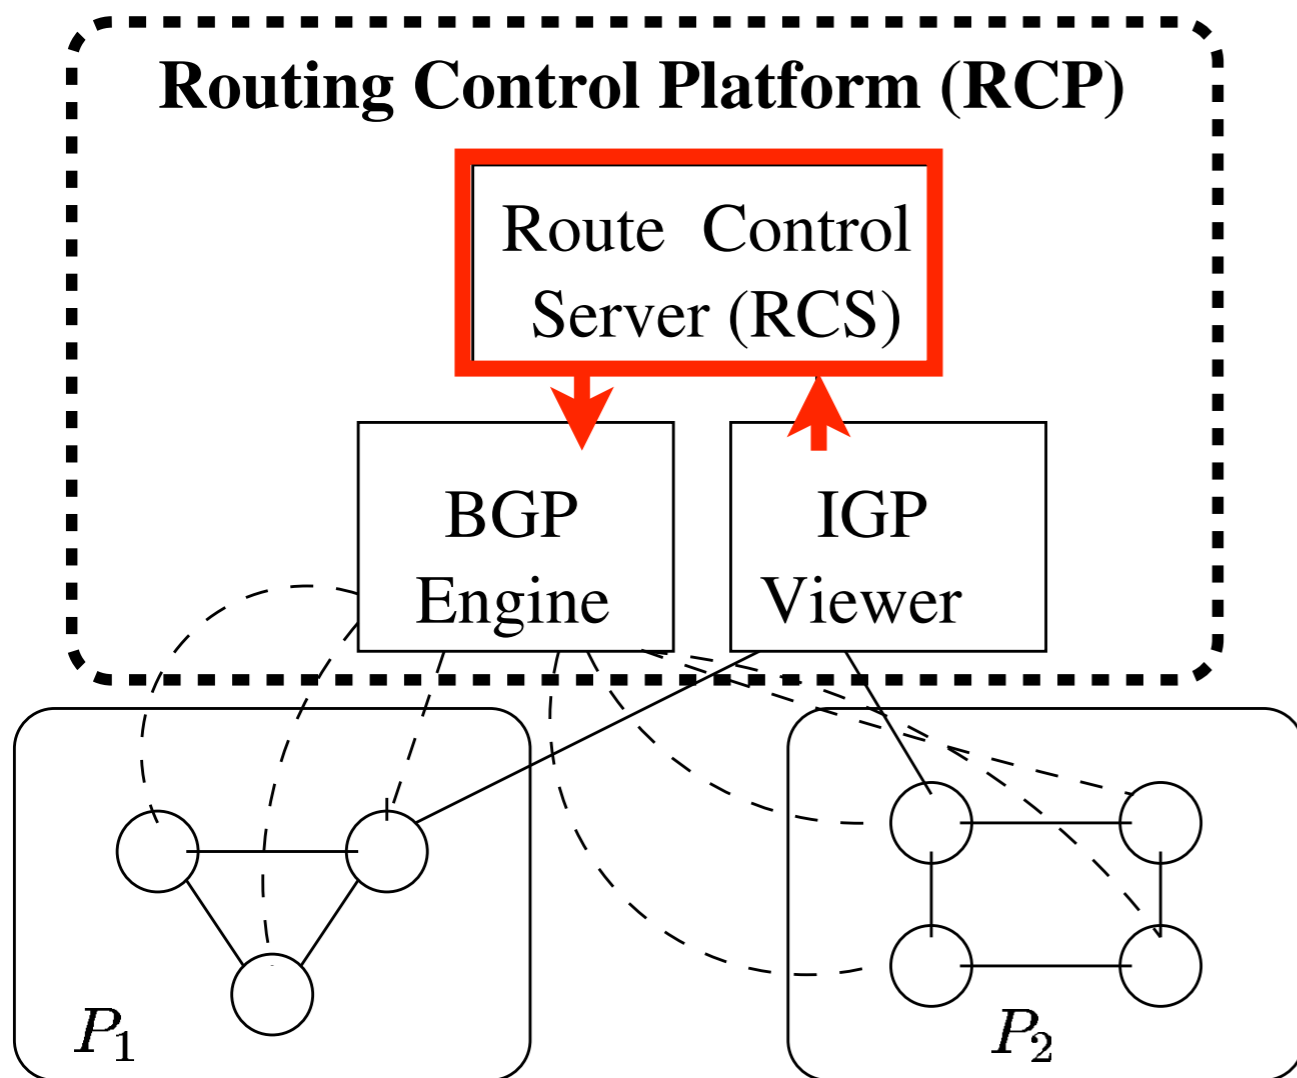 Routing Control Platform (RCP)
Route Control
Server (RCS)
BGP
Engine
IGP
Viewer
P1
P2